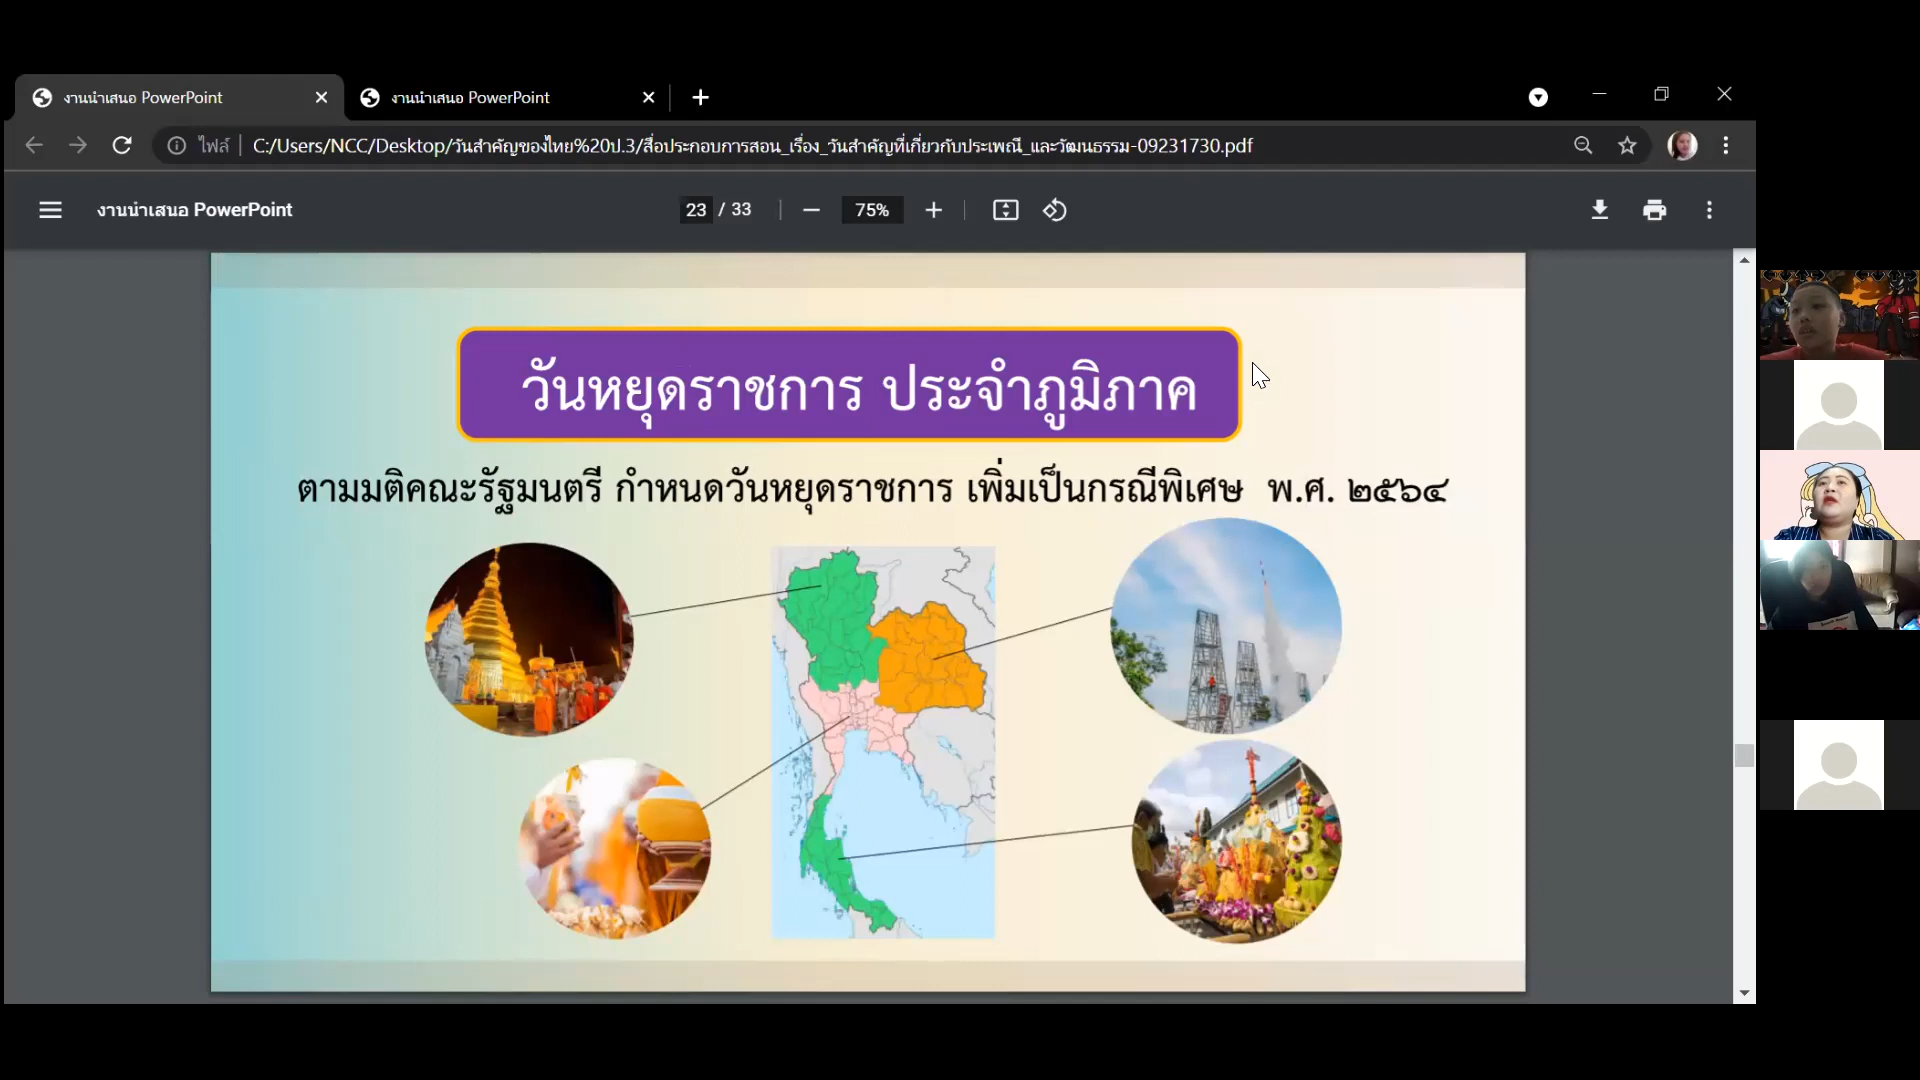 งานนำเสนอ PowerPoint
งานนำเสนอ PowerPoint
ไฟล์
C:/Users/NCC/Desktop/วันสำคัญของไทย%20ป.3/สื่อประกอบการสอน_เรื่อง_วันสำคัญที่เกี่ยวกับประเพณี_และวัฒนธรรม-09231730.pdf
งานนำเสนอ PowerPoint
23 / 33
75%
วันหยุดราชการ ประจำภูมิภาค
ตามมติคณะรัฐมนตรี กำหนดวันหยุดราชการ เพิ่มเป็นกรณีพิเศษ พ.ศ. ๒๕๖๔